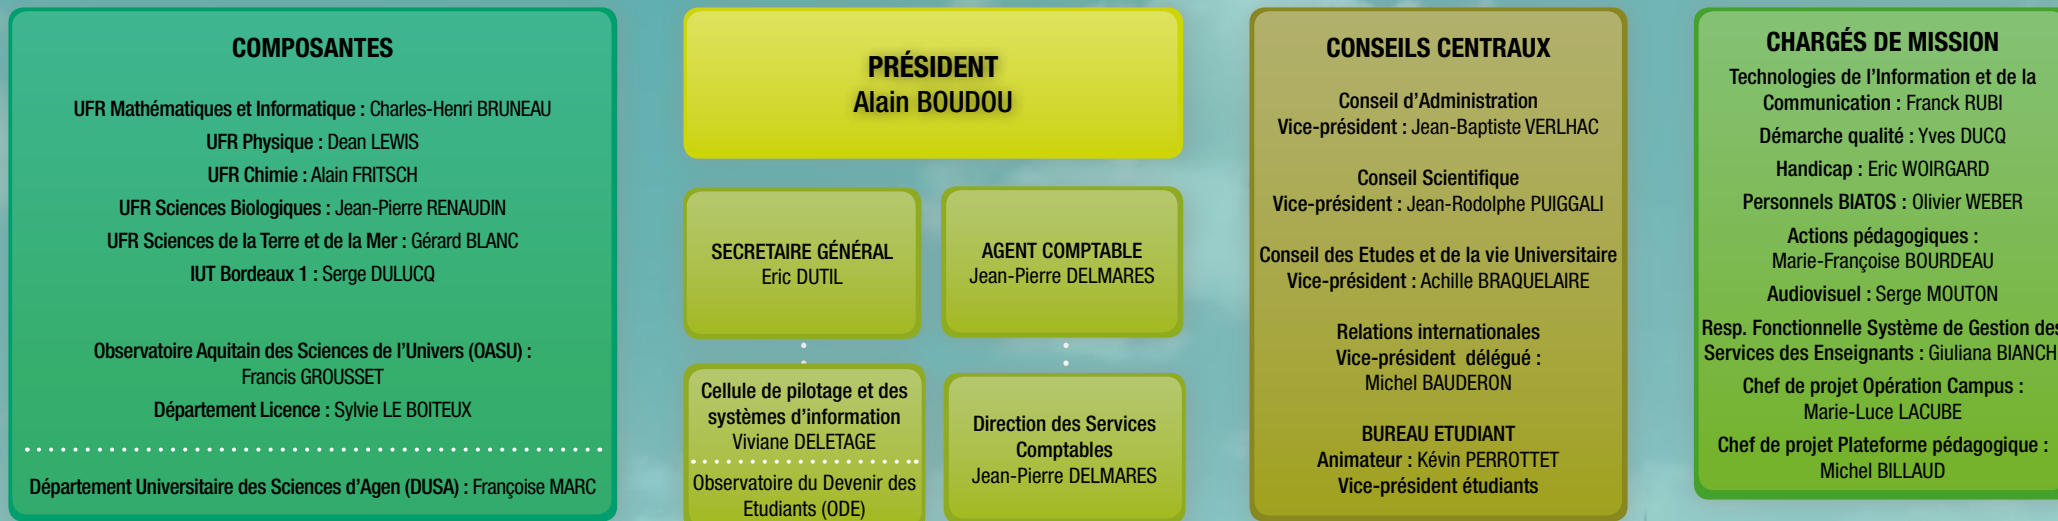 COMPOSANTES
UFR Mathématiques et Informatique : Charles-Henri BRUNEAU
UFR Physique : Dean LEWIS
UFR Chimie : Alain FRITSCH
UFR Sciences Biologiques : Jean-Pierre RENAUDIN
UFR Sciences de la Terre et de la Mer : Gérard BLANC
IUT Bordeaux 1 : Serge DULUCQ
Observatoire Aquitain des Sciences de l'Univers (OASU) :
Francis GROUSSET
Département Licence : Sylvie LE BOITEUX
Département Universitaire des Sciences d'Agen (DUSA) : Françoise MARC
PRÉSIDENT
Alain BOUDOU
SECRETAIRE GÉNÉRAL
Eric DUTIL
AGENT COMPTABLE
Jean-Pierre DELMARES
Cellule de pilotage et des
systèmes d'information
Viviane DELETAGE
Observatoire du Devenir des
Etudiants (ODE)
Direction des Services
Comptables
Jean-Pierre DELMARES
CONSEILS CENTRAUX
Conseil d'Administration
Vice-président : Jean-Baptiste VERLHAC
Conseil Scientifique
Vice-président : Jean-Rodolphe PUIGGALI
Conseil des Etudes et de la vie Universitaire
Vice-président : Achille BRAQUELAIRE
Relations internationales
Vice-président délégué :
Michel BAUDERON
BUREAU ETUDIANT
Animateur : Kévin PERROTTET
Vice-président étudiants
CHARGÉS DE MISSION
Technologies de l'Information et de la
Communication : Franck RUBI
Démarche qualité : Yves DUCQ
Handicap : Eric WOIRGARD
Personnels BIATOS : Olivier WEBER
Actions pédagogiques :
Marie-Françoise BOURDEAU
Audiovisuel : Serge MOUTON
Resp. Fonctionnelle Système de Gestion des
Services des Enseignants : Giuliana BIANCH
Chef de projet Opération Campus :
Marie-Luce LACUBE
Chef de projet Plateforme pédagogique :
Michel BILLAUD